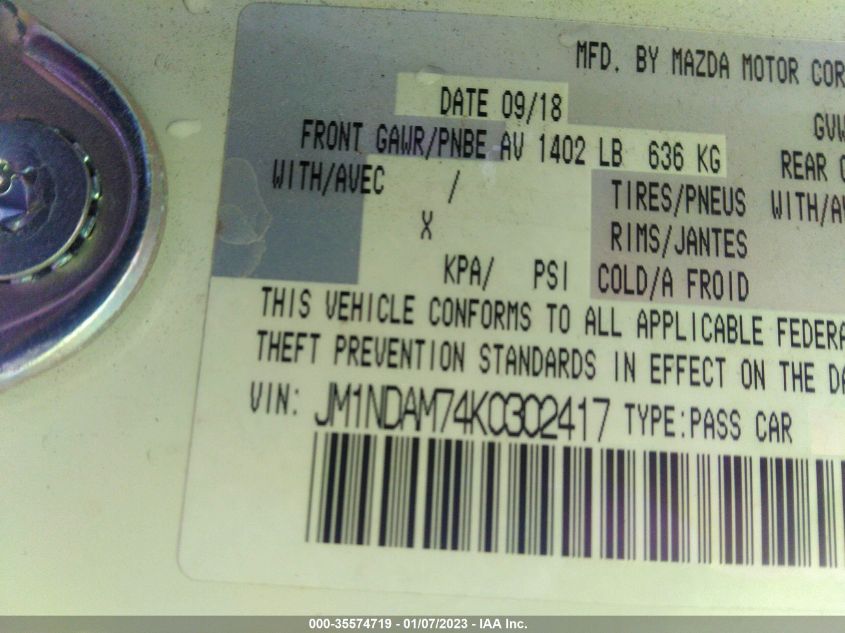 MFD. BY MAZDA MOTOR COR
DATE 09/18
GVW
FRONT GAWR/PNBE AV 1402 LB 636 KG
REAR G
WITH/AVEC /
TIRES/PNEUS WITH/AV
X
RIMS/JANTES
KPA/ PSI COLD/A FROID
THIS VEHICLE CONFORMS TO ALL APPLICABLE FEDERA
THEFT PREVENTION STANDARDS IN EFFECT ON THE DA
VIN: JM1NDAM74K0302417 TYPE:PASS CAR
000-35574719 - 01/07/2023 - IAA Inc.